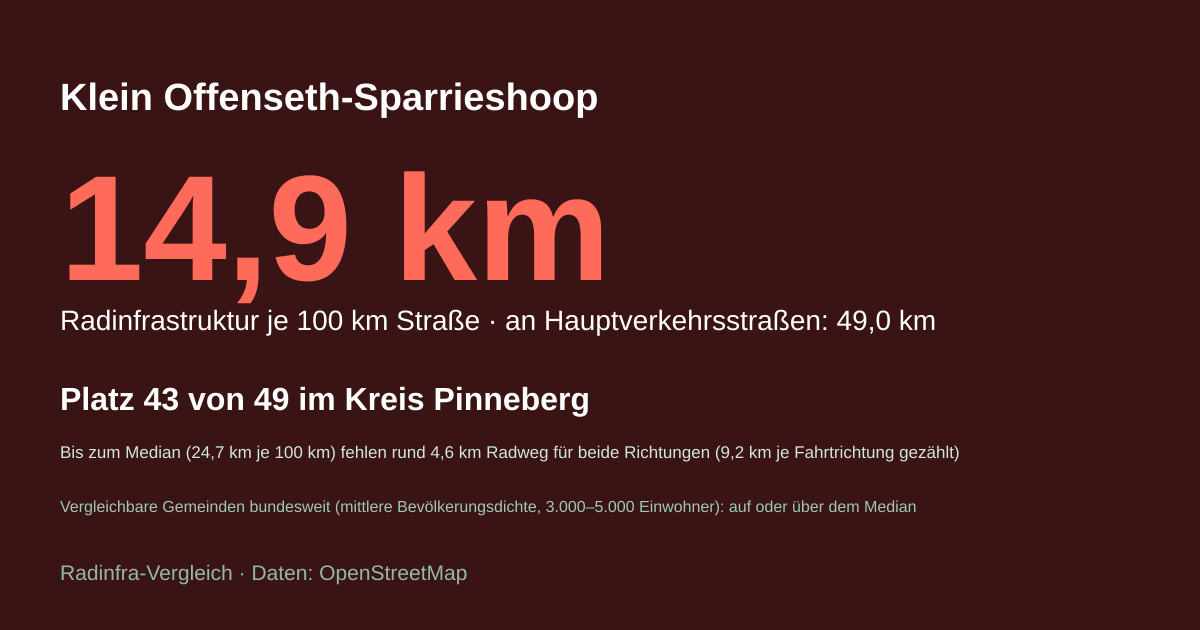 Klein Offenseth-Sparrieshoop
14,9 km
Radinfrastruktur je 100 km Straße · an Hauptverkehrsstraßen: 49,0 km
Platz 43 von 49 im Kreis Pinneberg
Bis zum Median (24,7 km je 100 km) fehlen rund 4,6 km Radweg für beide Richtungen (9,2 km je Fahrtrichtung gezählt)
Vergleichbare Gemeinden bundesweit (mittlere Bevölkerungsdichte, 3.000–5.000 Einwohner): auf oder über dem Median
Radinfra-Vergleich · Daten: OpenStreetMap